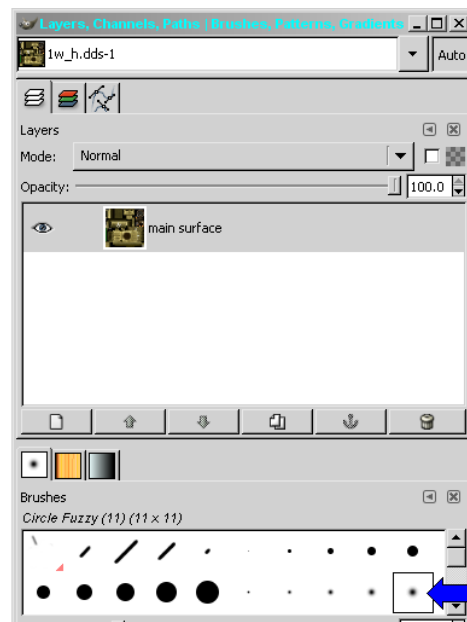 Layers, Channels, Paths | Brushes, Patterns, Gradients
1w_h.dds-1
Auto
Layers
Mode: Normal
Opacity: 100.0
main surface
Brushes
Circle Fuzzy (11) (11 x 11)